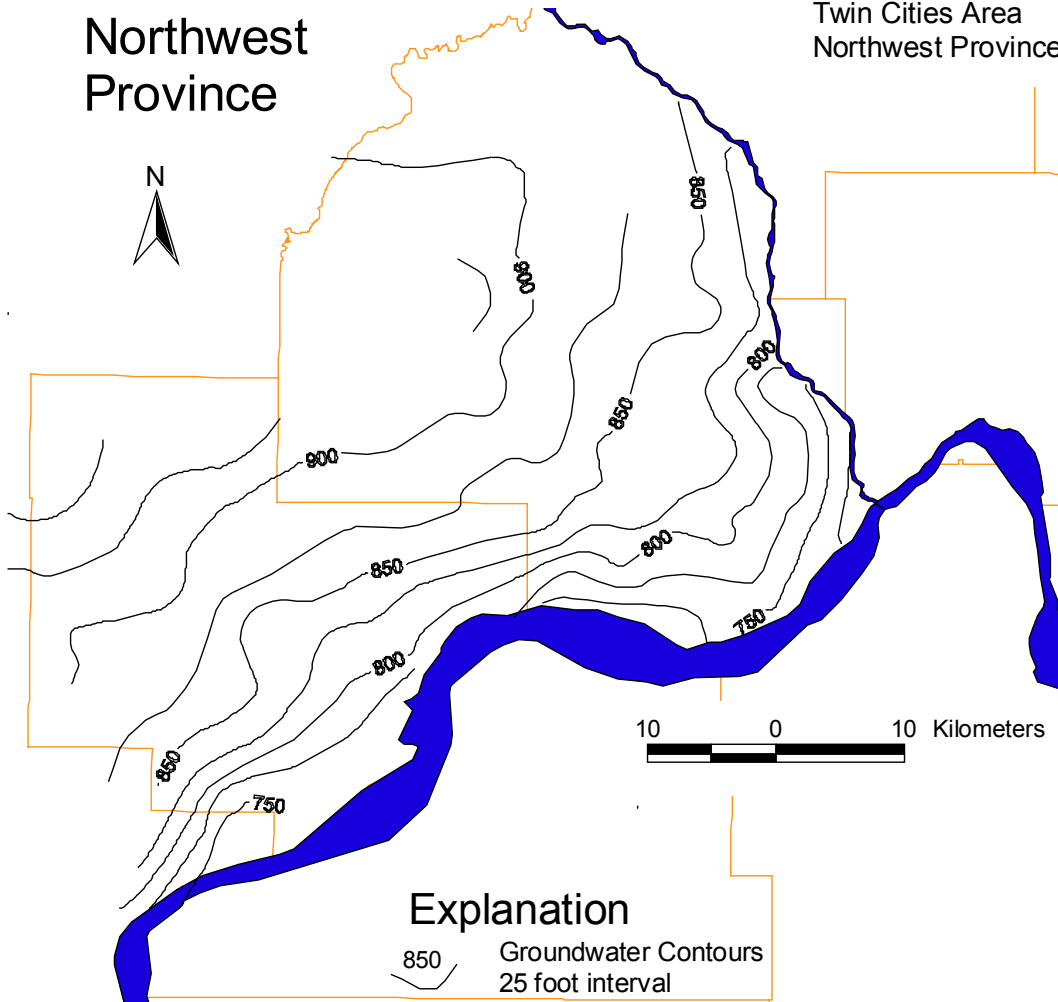 Northwest
Province
Twin Cities Area
Northwest Province
N
850
900
800
850
900
800
850
750
800
850
750
10 0 10 Kilometers
Explanation
850
Groundwater Contours
25 foot interval